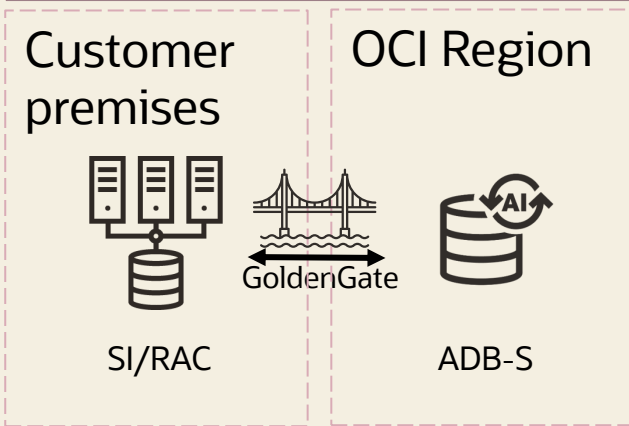 Customer
premises
OCI Region
AI
GoldenGate
SI/RAC
ADB-S